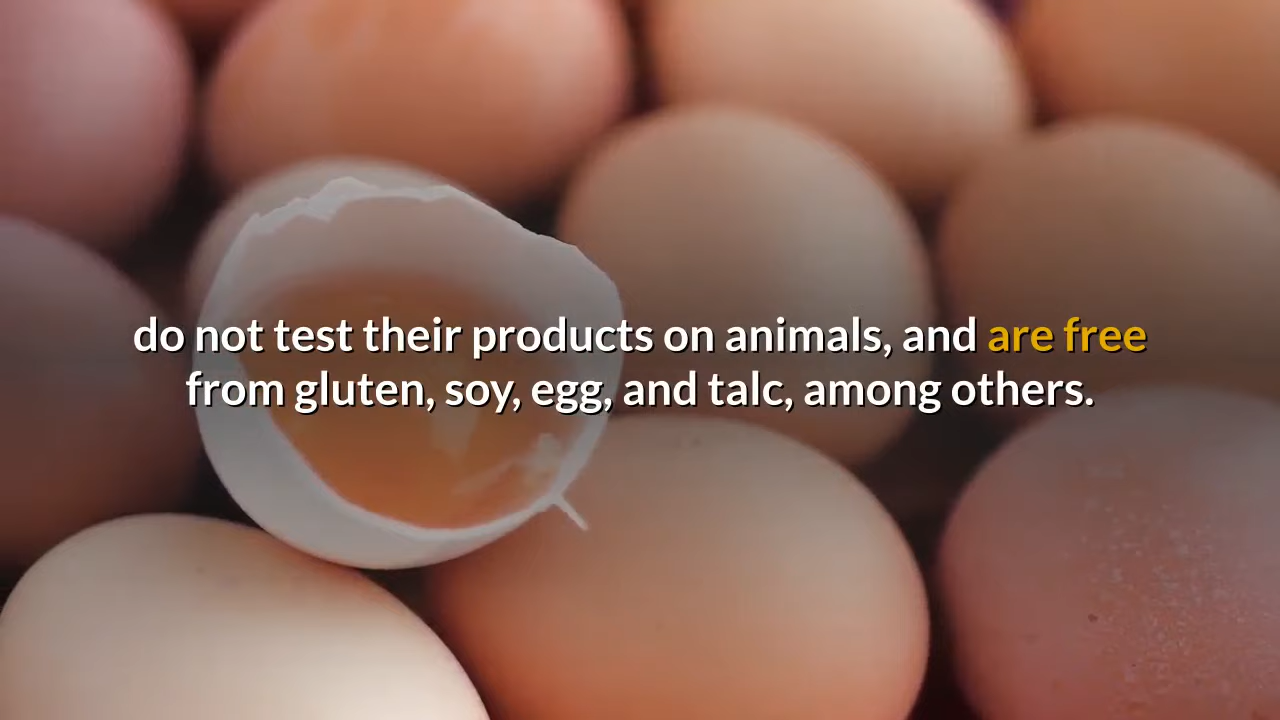 do not test their products on animals, and are free
from gluten, soy, egg, and talc, among others.